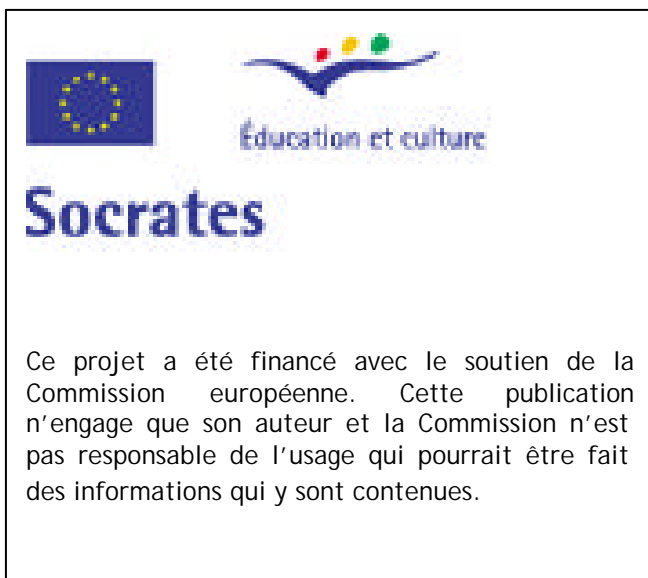 Éducation et culture
Socrates
Ce projet a été financé avec le soutien de la
Commission européenne. Cette publication
n'engage que son auteur et la Commission n'est
pas responsable de l'usage qui pourrait être fait
des informations qui y sont contenues.